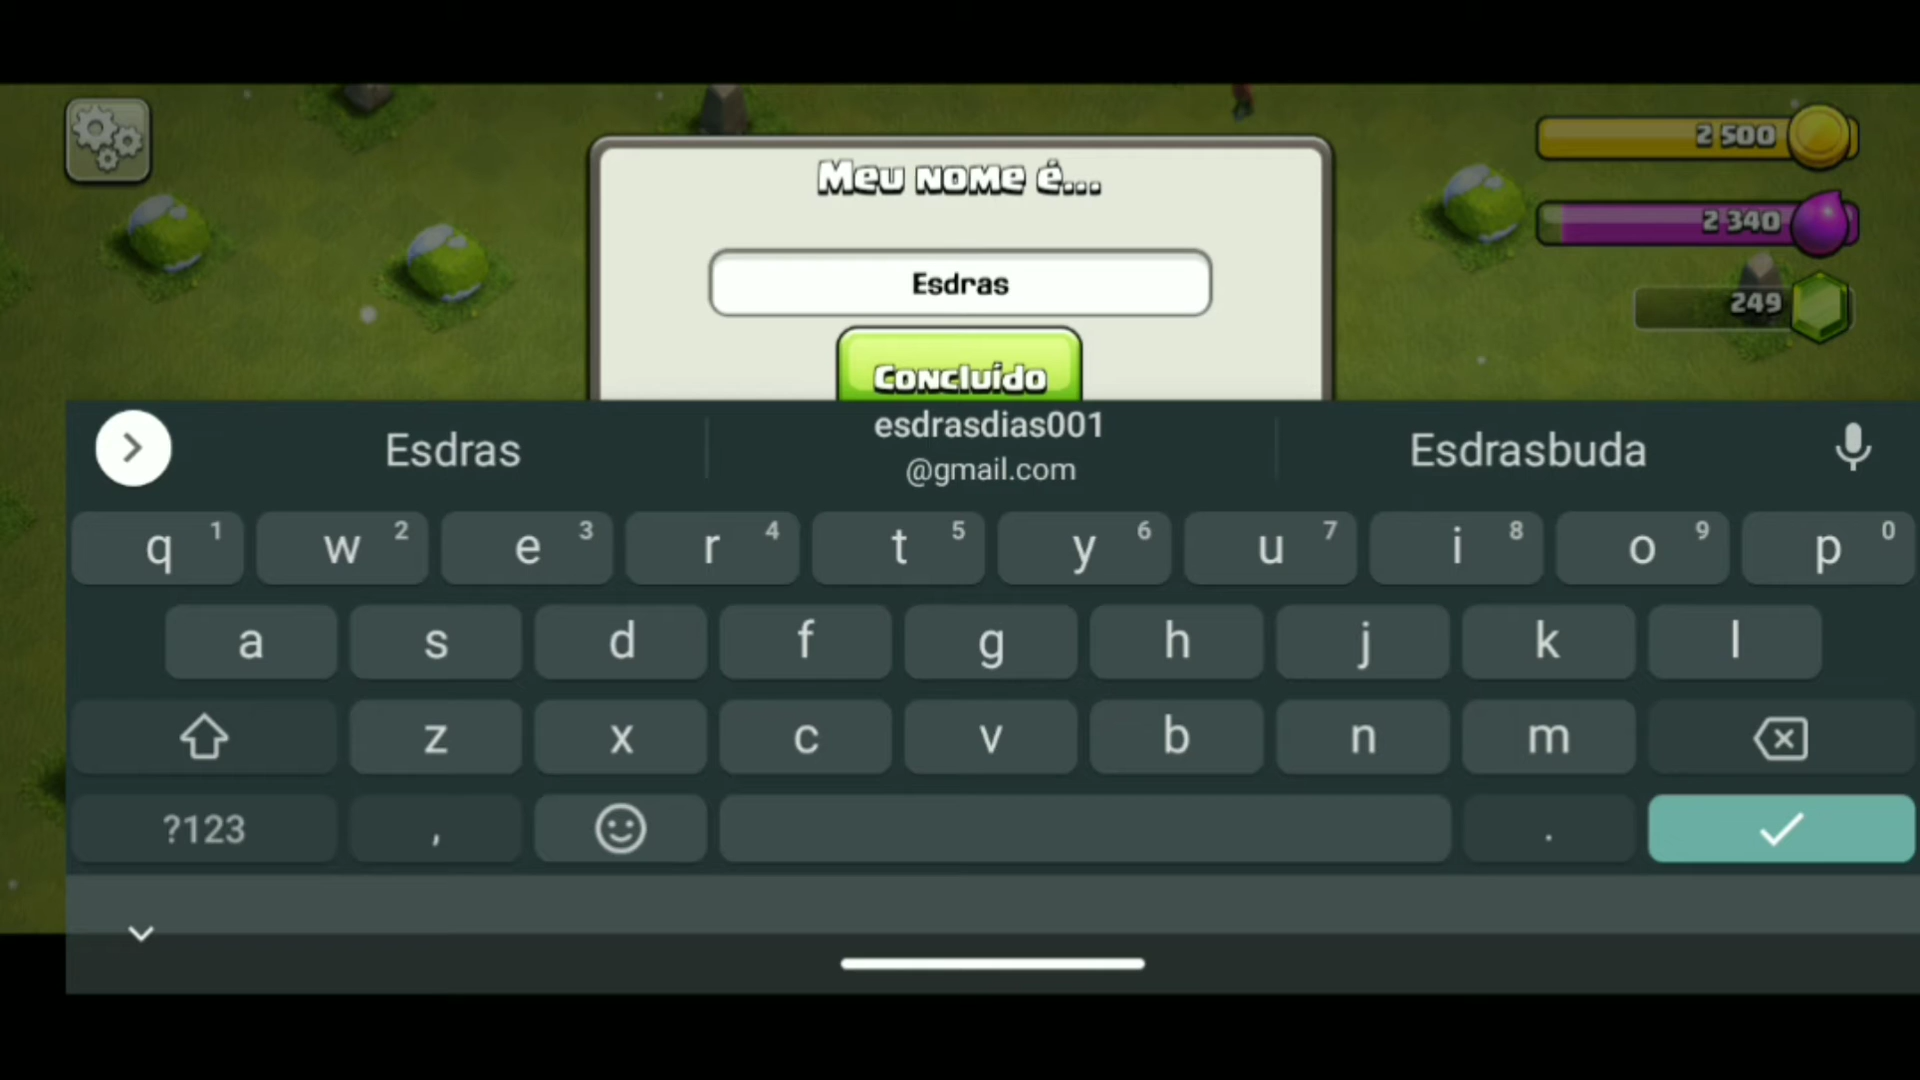 2 500
Meu nome é...
2 340
Esdras
249
Concluído
Esdras
esdrasdias001
@gmail.com
Esdrasbuda
q 1 w 2 e 3 r 4 t 5 y 6 u 7 i 8 o 9 p 0
a s d f g h j k l
z x c v b n m
?123 , .